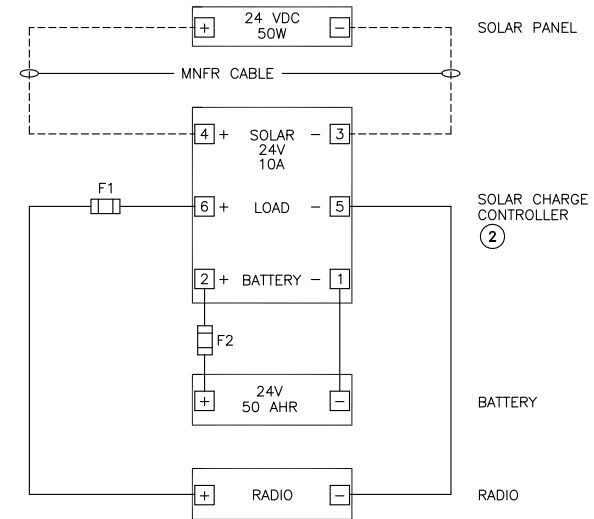 + 24 VDC −
50W
SOLAR PANEL
MNFR CABLE
4 + SOLAR − 3
24V
10A
F1
6 + LOAD − 5
SOLAR CHARGE
CONTROLLER
2
2 + BATTERY − 1
F2
+ 24V −
50 AHR
BATTERY
+ RADIO −
RADIO